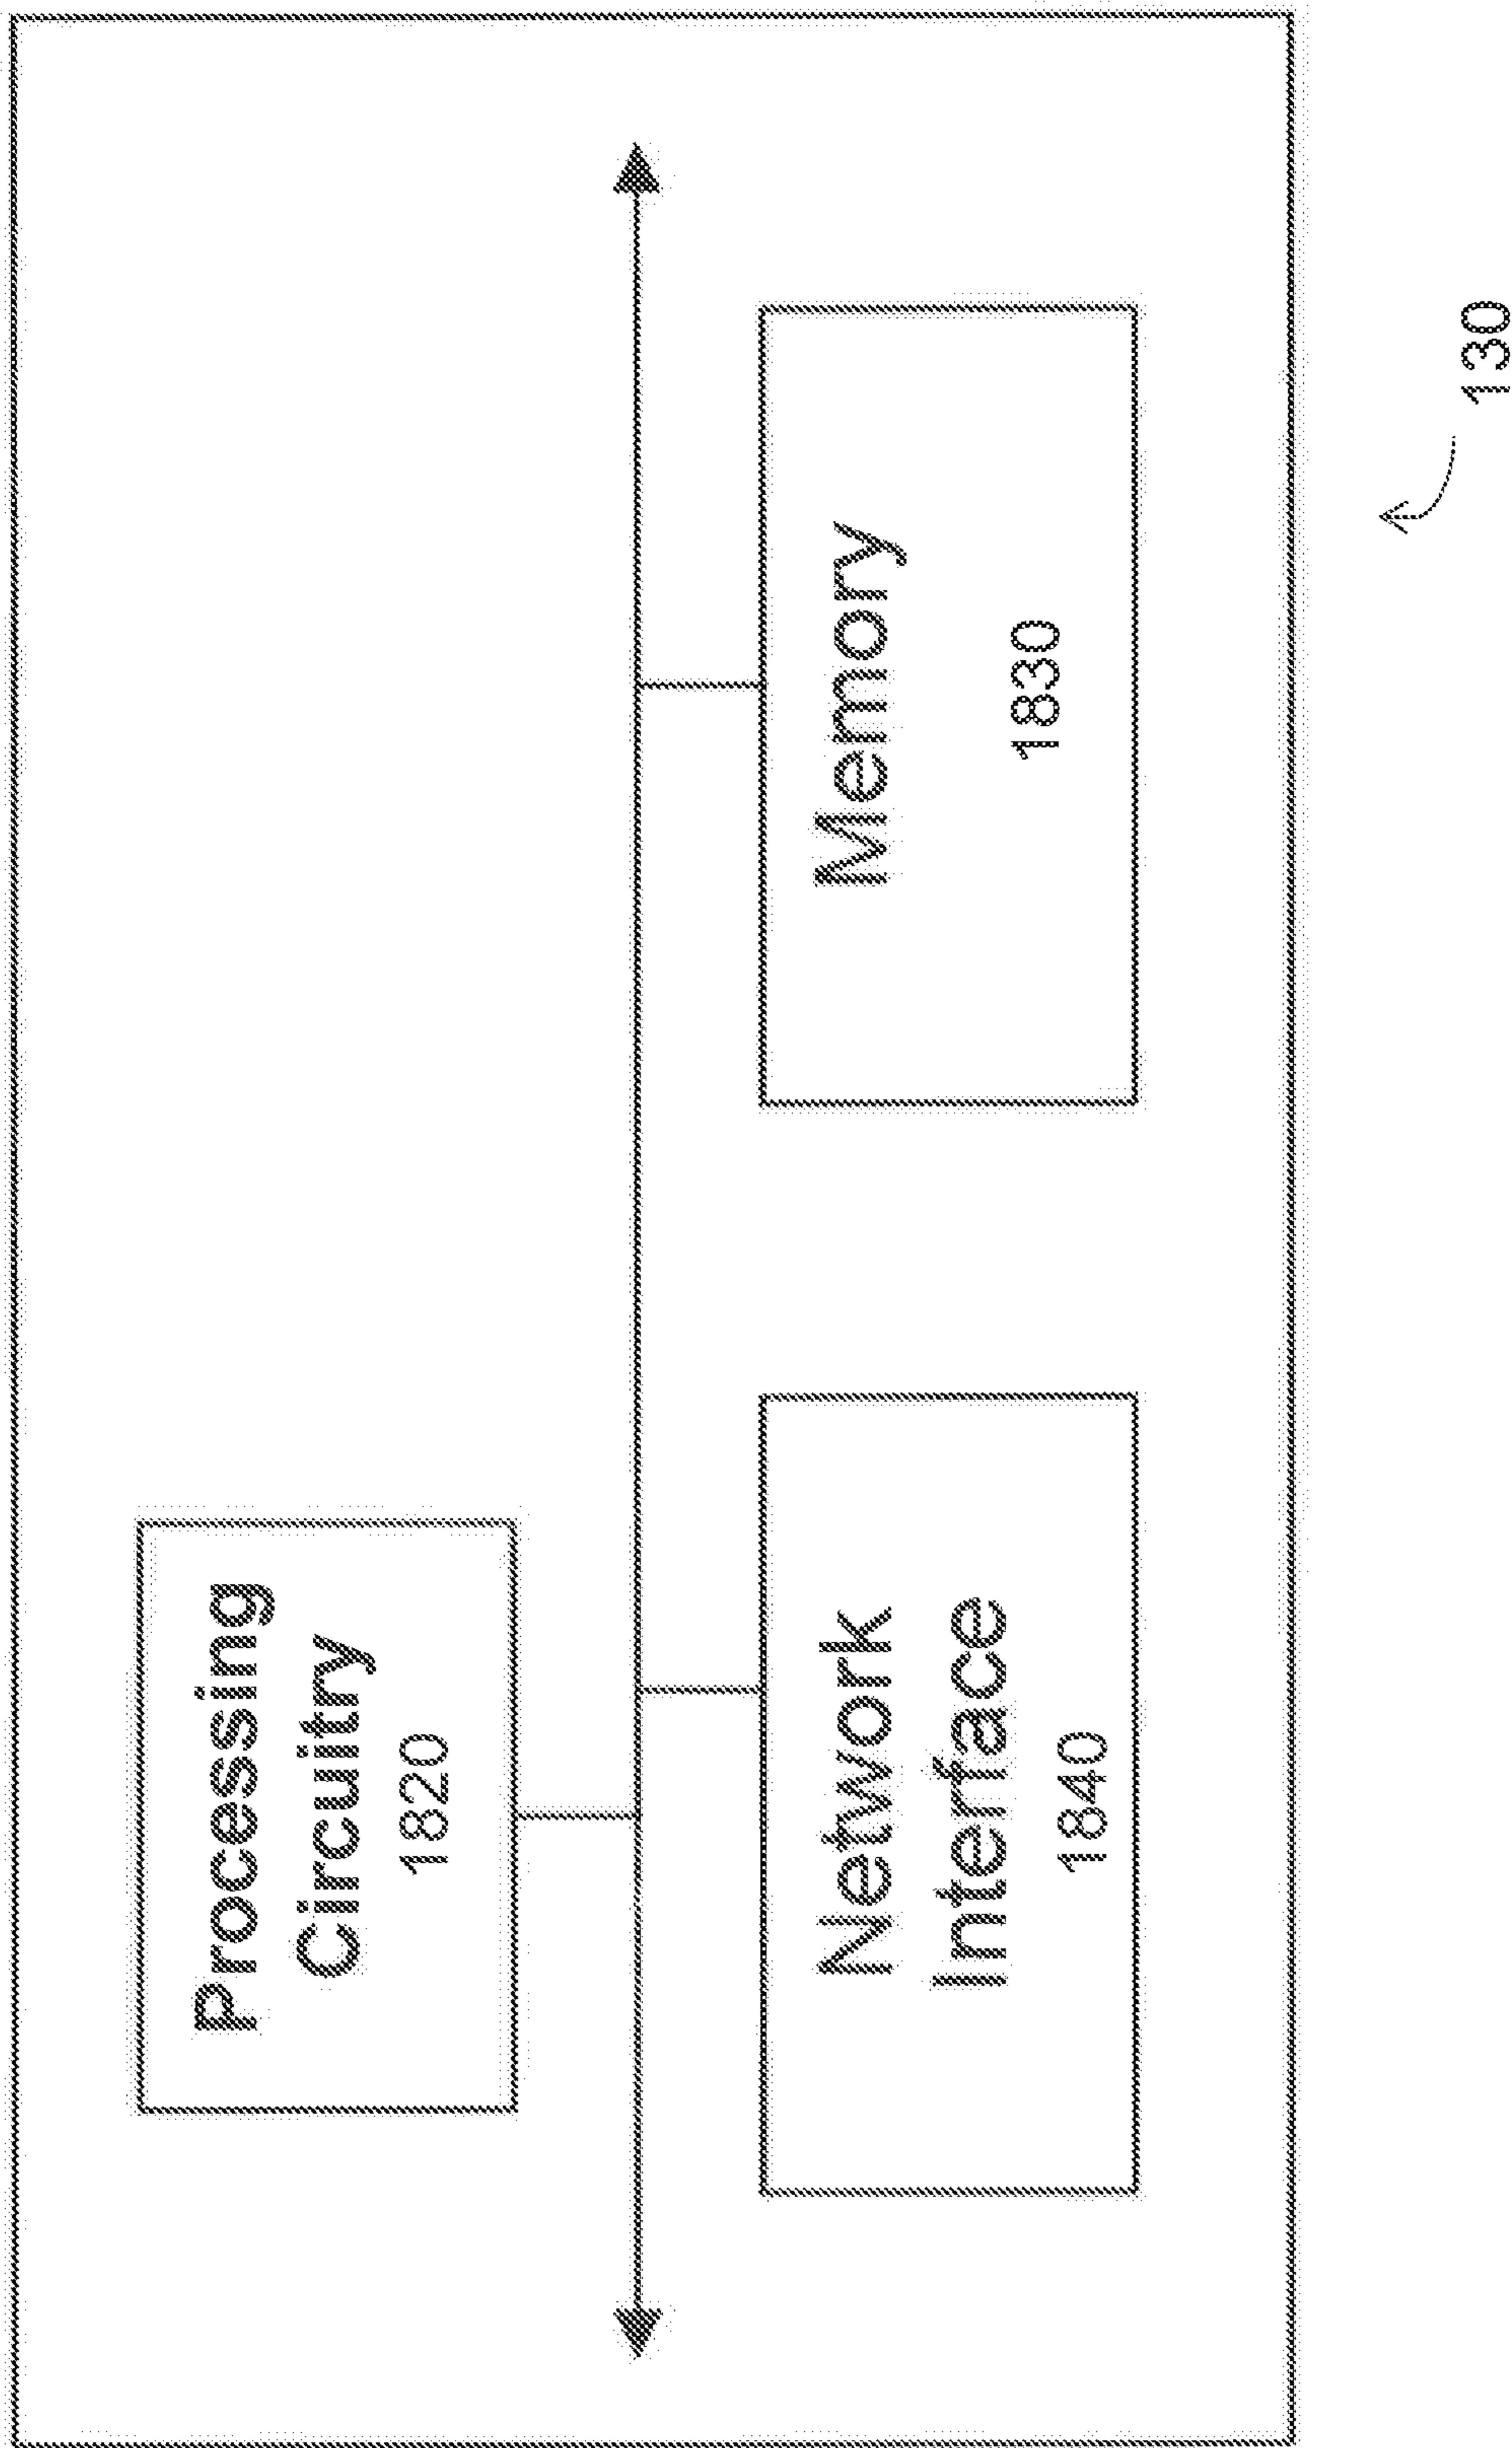 Processing
Circuitry
1820
Network
Interface
1840
Memory
1830
130